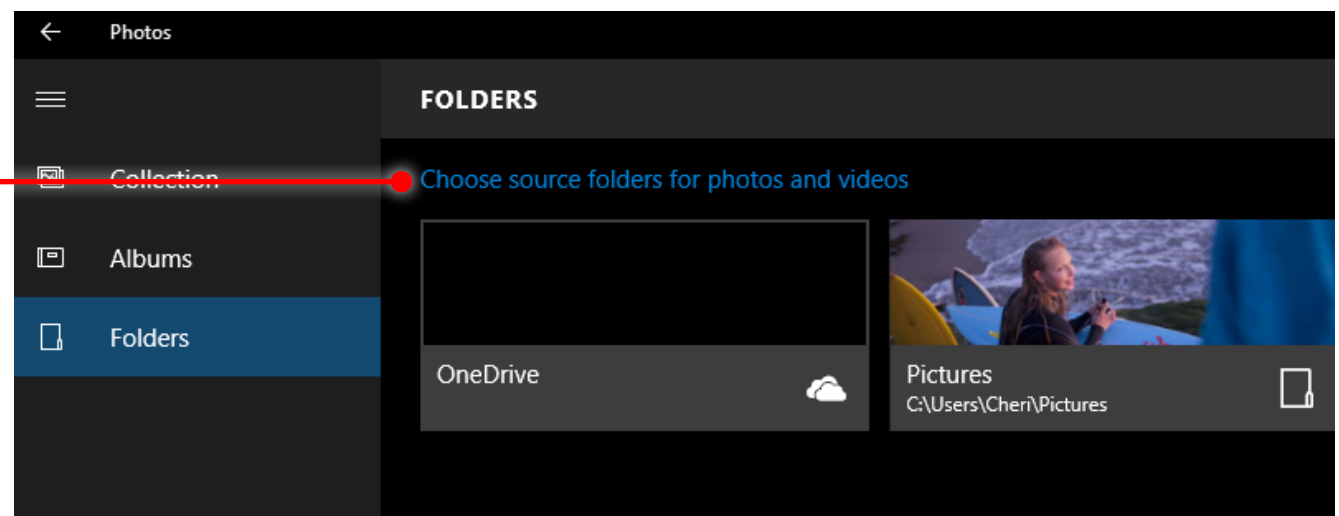 Photos
FOLDERS
Collection
Choose source folders for photos and videos
Albums
Folders
OneDrive
Pictures
C:\Users\Cheri\Pictures